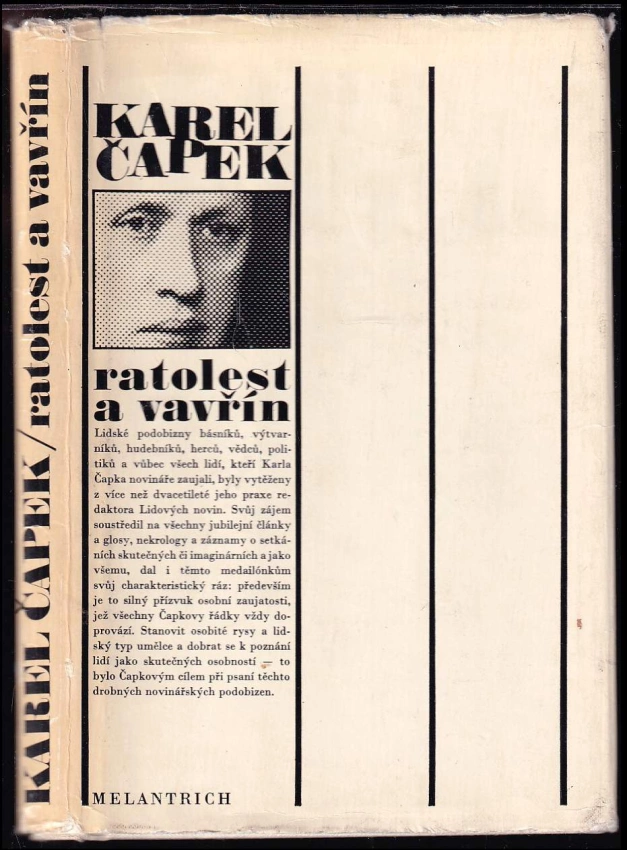 KAREL ČAPEK/ratolest a vavřín
KAREL
ČAPEK
ratolest
a vavřín
Lidské podobizny básníků, výtvar-
níků, hudebníků, herců, vědců, poli-
tiků a vůbec všech lidí, kteří Karla
Čapka novináře zaujali, byly vytěženy
z více než dvacetileté jeho praxe re-
daktora Lidových novin. Svůj zájem
soustředil na všechny jubilejní články
a glosy, nekrology a záznamy o setká-
ních skutečných či imaginárních a jako
všemu, dal i těmto medailónkům
svůj charakteristický ráz: především
je to silný přízvuk osobní zaujatosti,
jež všechny Čapkovy řádky vždy do-
provází. Stanovit osobité rysy a lid-
ský typ umělce a dobrat se k poznání
lidí jako skutečných osobností — to
bylo Čapkovým cílem při psaní těchto
drobných novinářských podobizen.
MELANTRICH